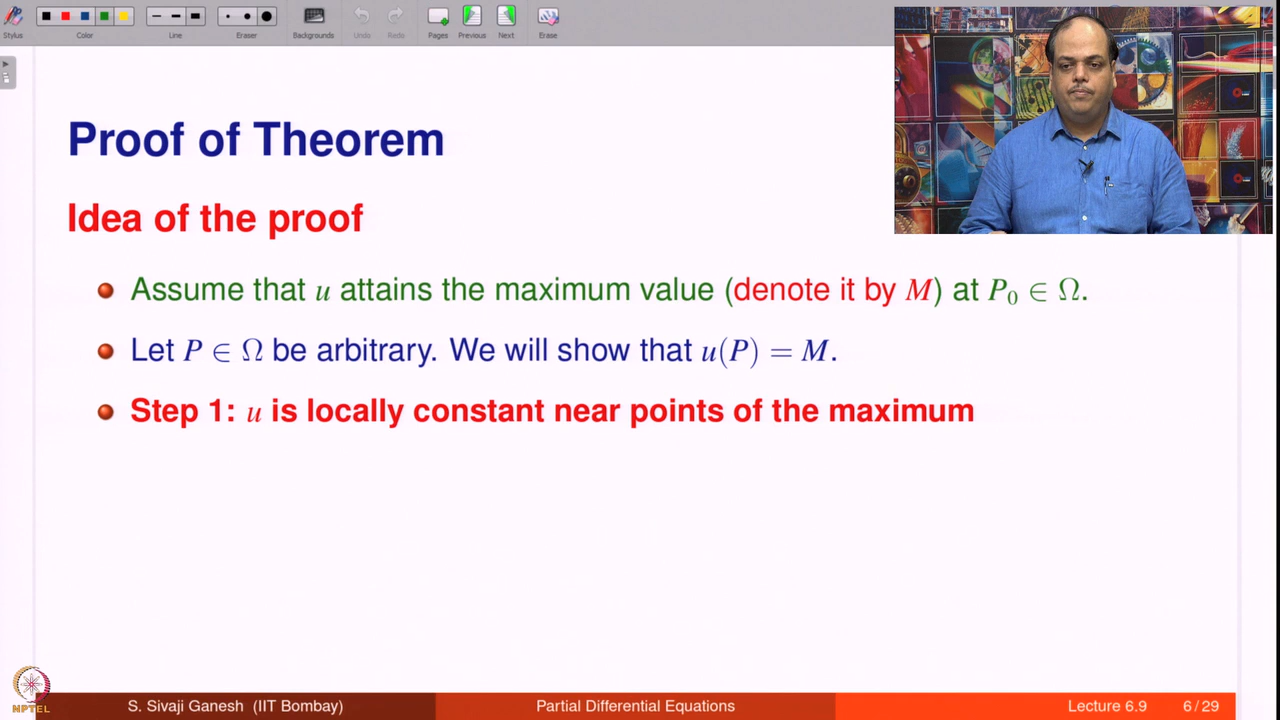 Stylus
Color
Line
Eraser
Backgrounds
Undo
Redo
Pages
Previous
Next
Erase
Proof of Theorem
Idea of the proof
Assume that u attains the maximum value (denote it by M) at P₀ ∈ Ω.
Let P ∈ Ω be arbitrary. We will show that u(P) = M.
Step 1: u is locally constant near points of the maximum
NPTEL
S. Sivaji Ganesh (IIT Bombay)
Partial Differential Equations
Lecture 6.9
6 / 29